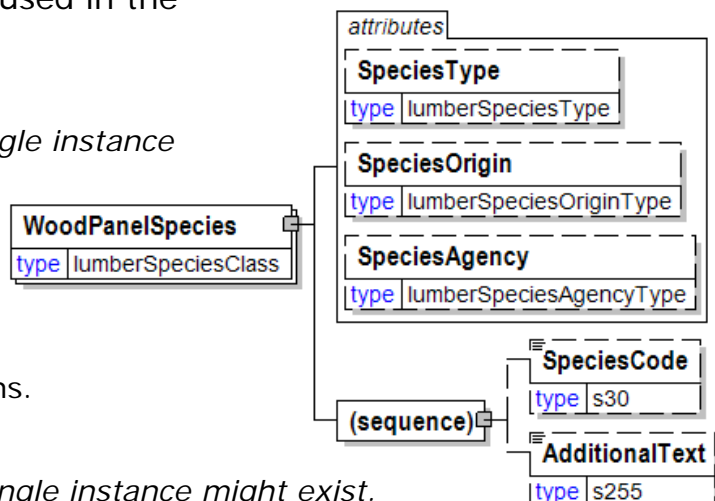 used in the
gle instance
ns.
ngle instance might exist.
attributes
SpeciesType
type lumberSpeciesType
SpeciesOrigin
type lumberSpeciesOriginType
SpeciesAgency
type lumberSpeciesAgencyType
WoodPanelSpecies
type lumberSpeciesClass
(sequence)
SpeciesCode
type s30
AdditionalText
type s255